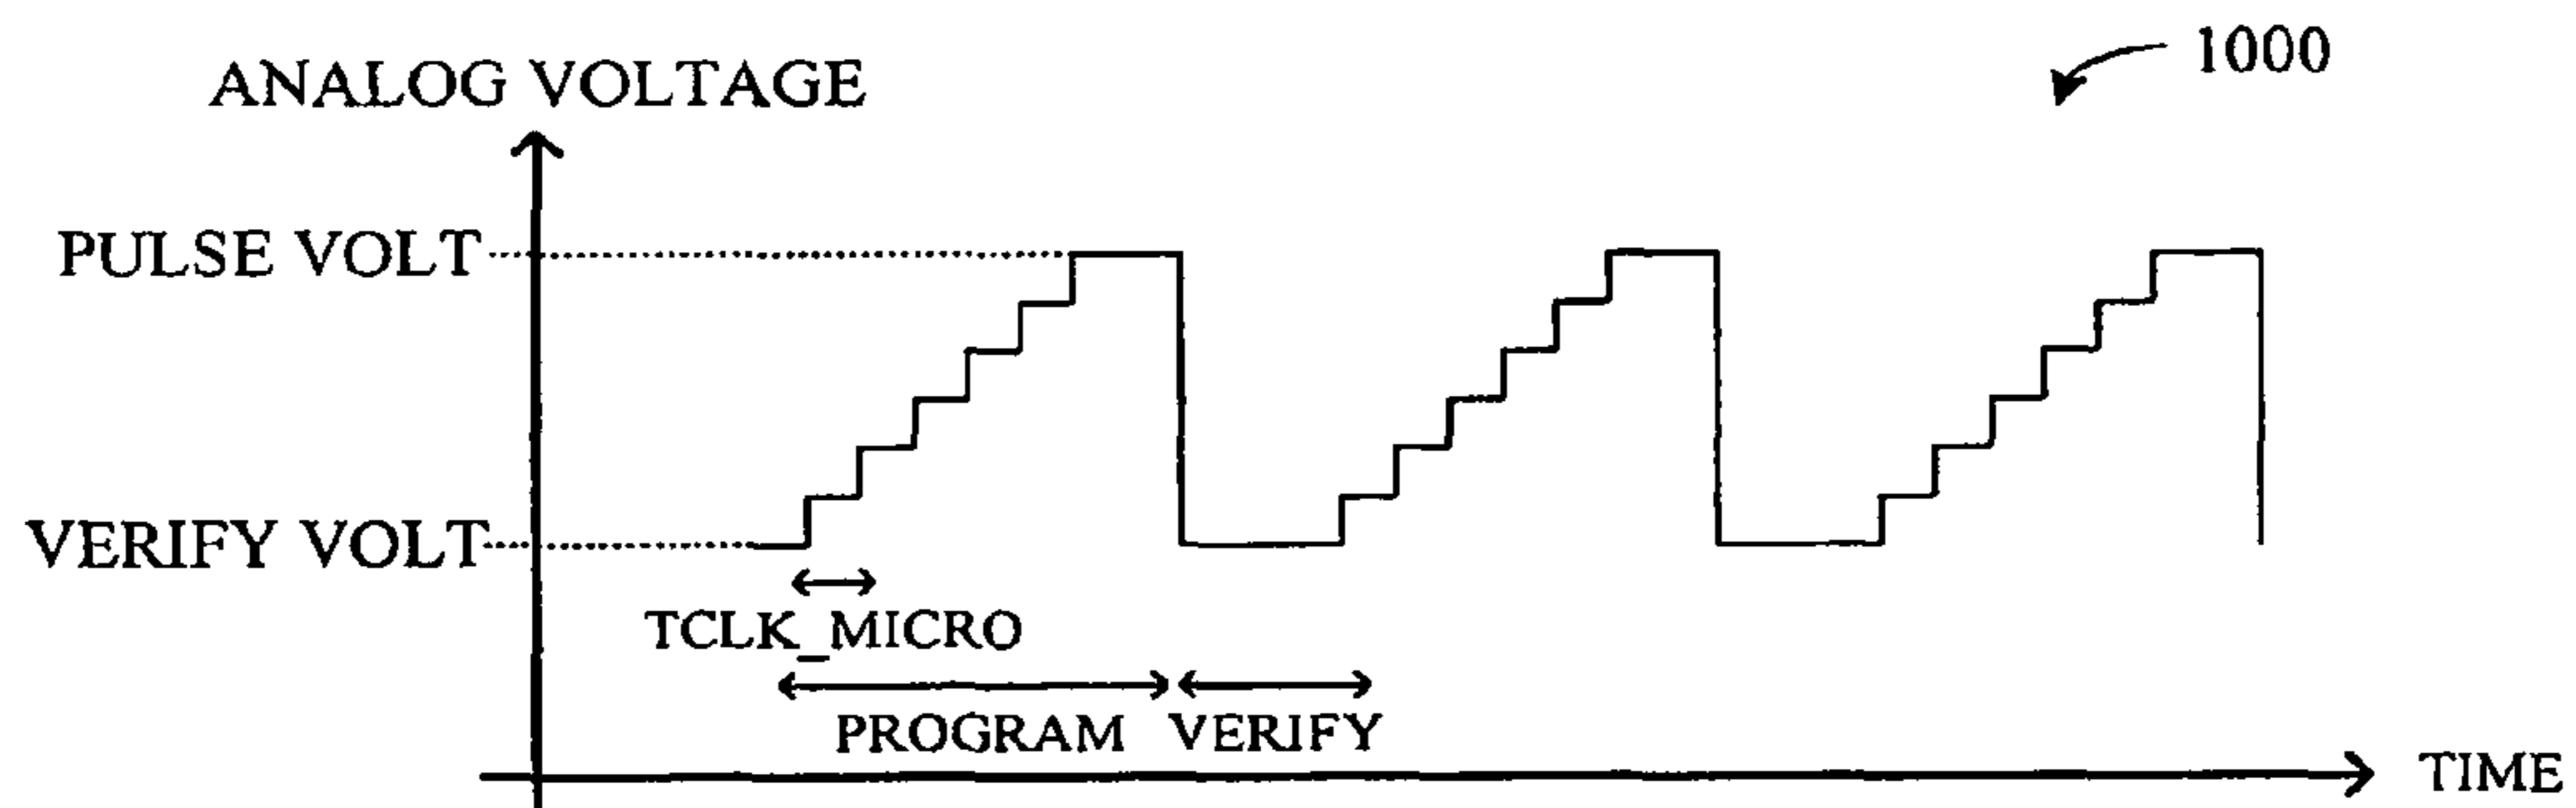 1000
ANALOG VOLTAGE
PULSE VOLT
VERIFY VOLT
TCLK_MICRO
PROGRAM VERIFY
TIME